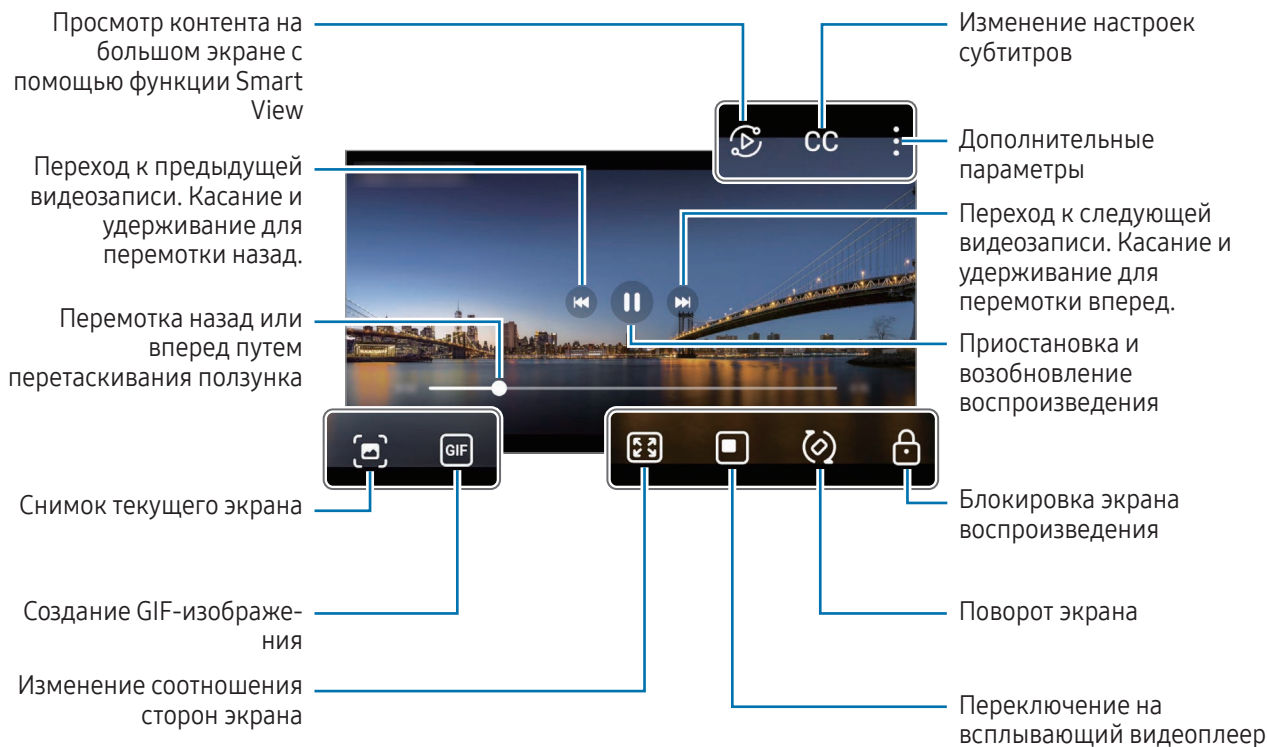 Просмотр контента на
большом экране с
помощью функции Smart
View
Изменение настроек
субтитров
CC
Дополнительные
параметры
Переход к предыдущей
видеозаписи. Касание и
удерживание для
перемотки назад.
Переход к следующей
видеозаписи. Касание и
удерживание для
перемотки вперед.
Перемотка назад или
вперед путем
перетаскивания ползунка
Приостановка и
возобновление
воспроизведения
GIF
Снимок текущего экрана
Блокировка экрана
воспроизведения
Создание GIF-изображе-
ния
Поворот экрана
Изменение соотношения
сторон экрана
Переключение на
всплывающий видеоплеер